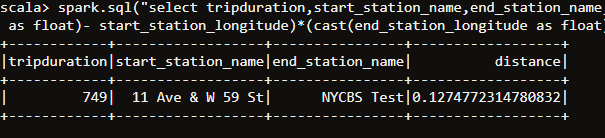 scala> spark.sql("select tripduration,start_station_name,end_station_name
 as float)- start_station_longitude)*(cast(end_station_longitude as float)
+------------+------------------+----------------+------------------+
|tripduration|start_station_name|end_station_name|          distance|
+------------+------------------+----------------+------------------+
|         749|  11 Ave & W 59 St|      NYCBS Test|0.1274772314780832|
+------------+------------------+----------------+------------------+